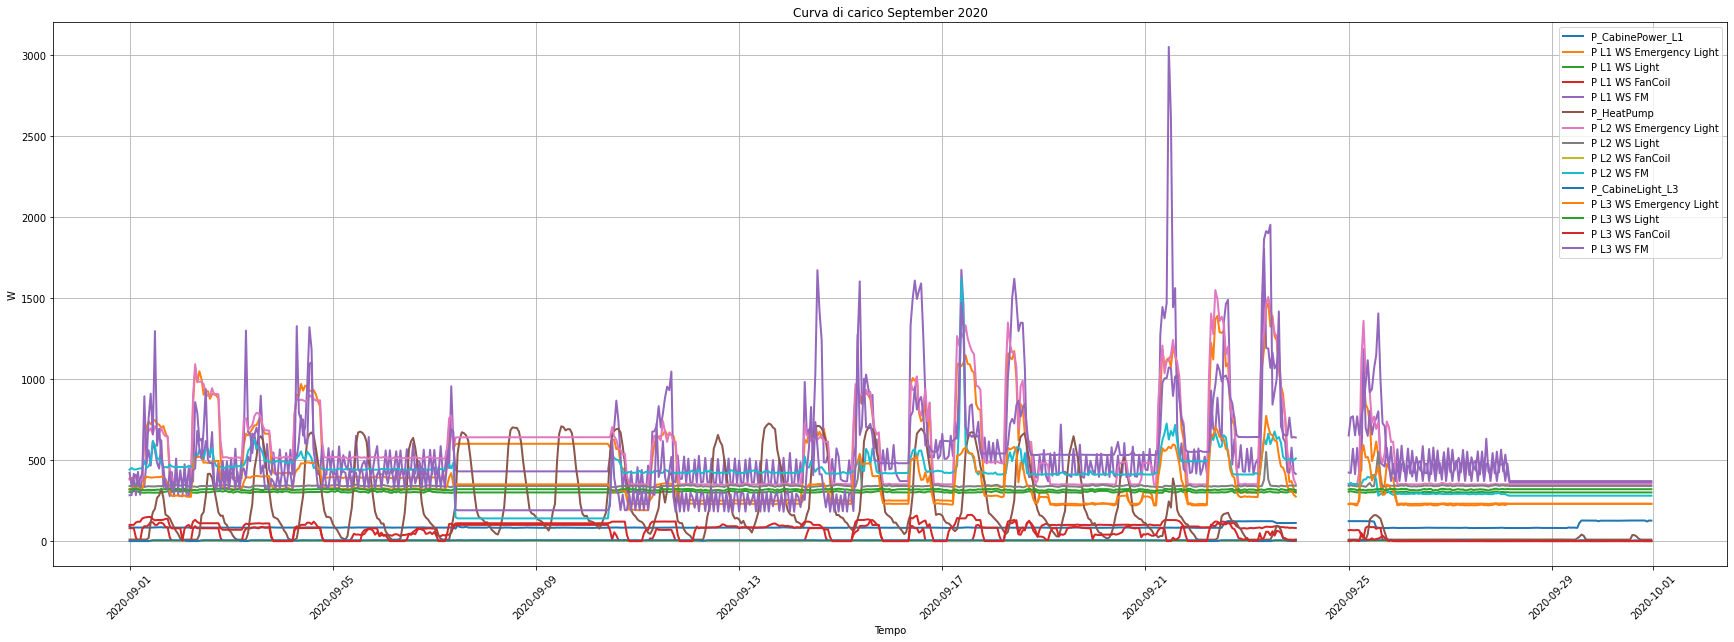 Curva di carico September 2020
3000
2500
2000
1500
1000
500
0
W
P_CabinePower_L1
P L1 WS Emergency Light
P L1 WS Light
P L1 WS FanCoil
P L1 WS FM
P_HeatPump
P L2 WS Emergency Light
P L2 WS Light
P L2 WS FanCoil
P L2 WS FM
P_CabineLight_L3
P L3 WS Emergency Light
P L3 WS Light
P L3 WS FanCoil
P L3 WS FM
2020-09-01
2020-09-05
2020-09-09
2020-09-13
2020-09-17
2020-09-21
2020-09-25
2020-09-29
2020-10-01
Tempo